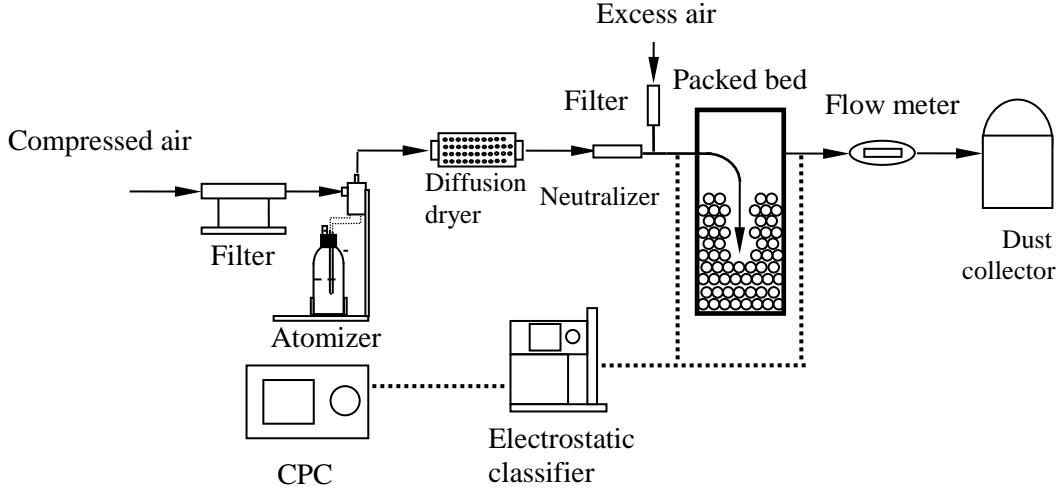 Excess air
Packed bed
Filter
Flow meter
Compressed air
Diffusion
dryer
Neutralizer
Filter
Dust
collector
Atomizer
Electrostatic
classifier
CPC